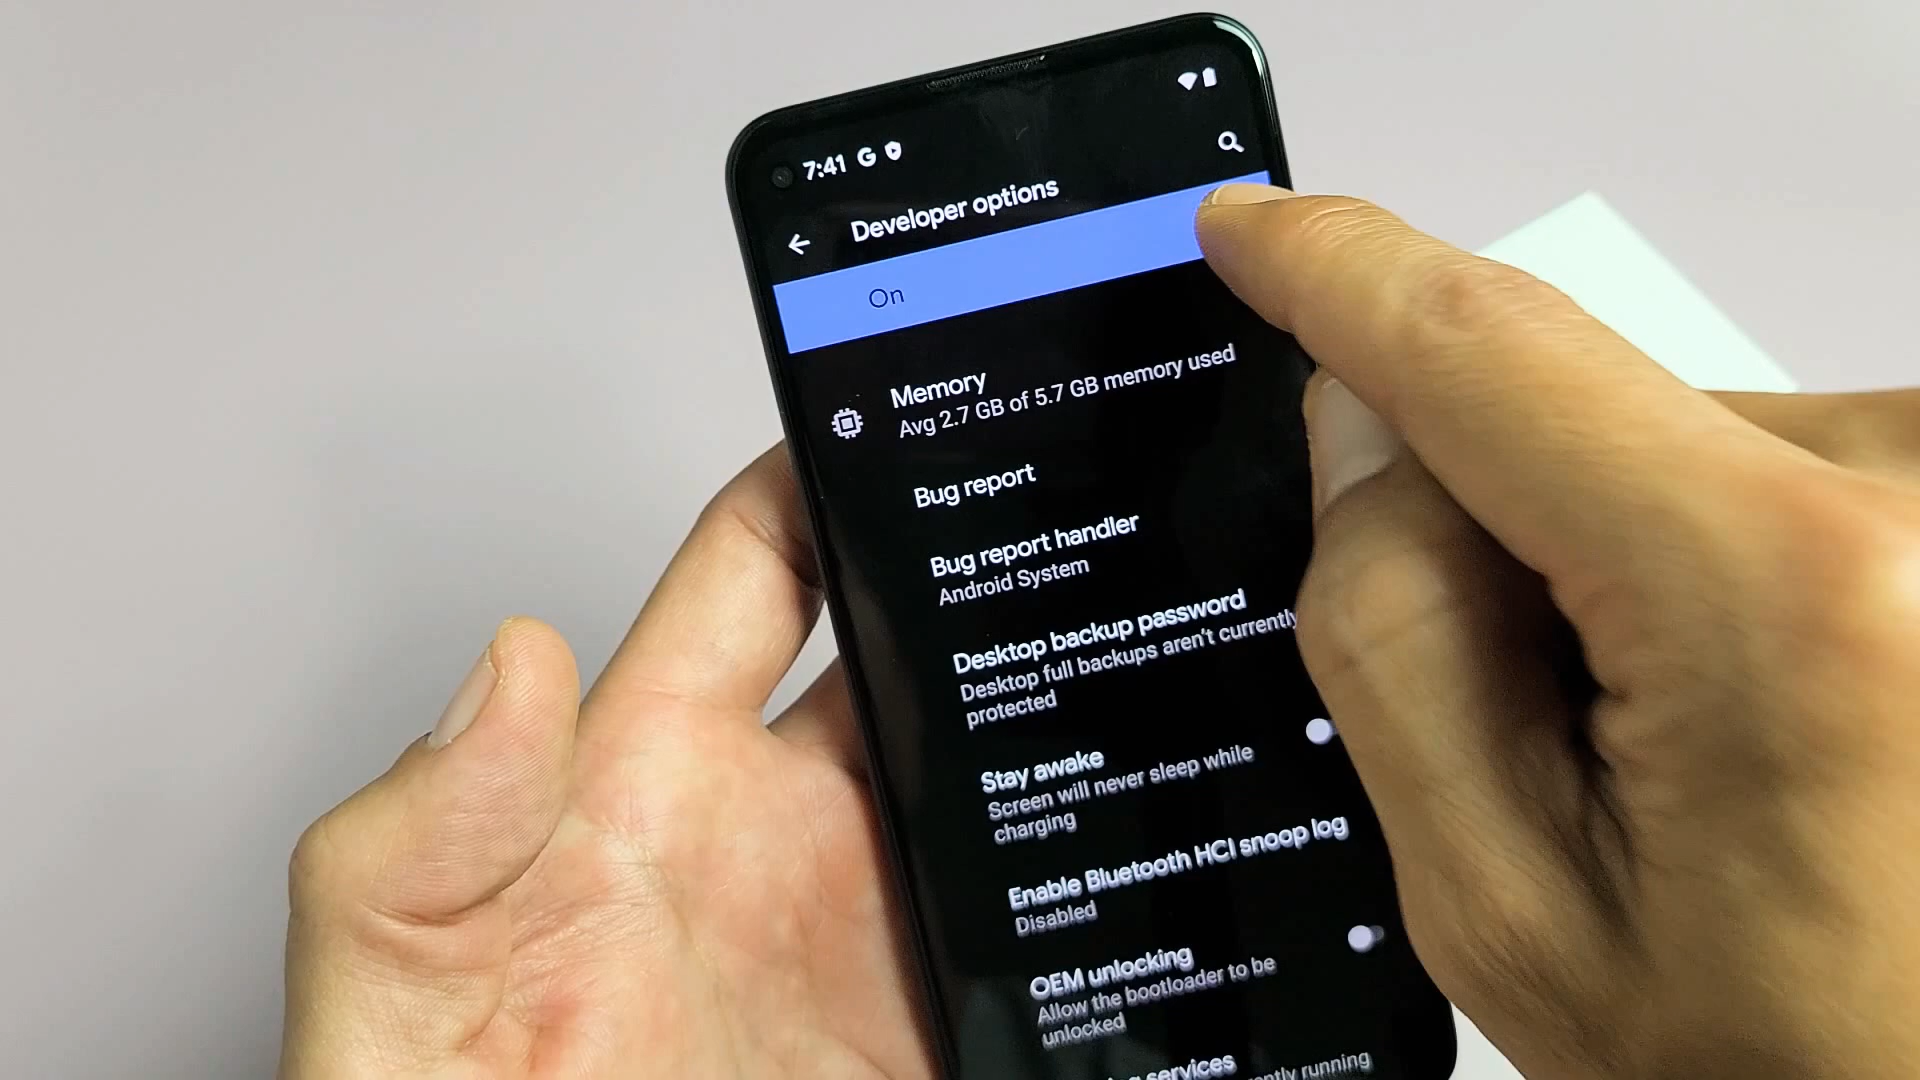 7:41 G
Developer options
On
Memory
Avg 2.7 GB of 5.7 GB memory used
Bug report
Bug report handler
Android System
Desktop backup password
Desktop full backups aren't currently
protected
Stay awake
Screen will never sleep while
charging
Enable Bluetooth HCI snoop log
Disabled
OEM unlocking
Allow the bootloader to be
unlocked
services
running